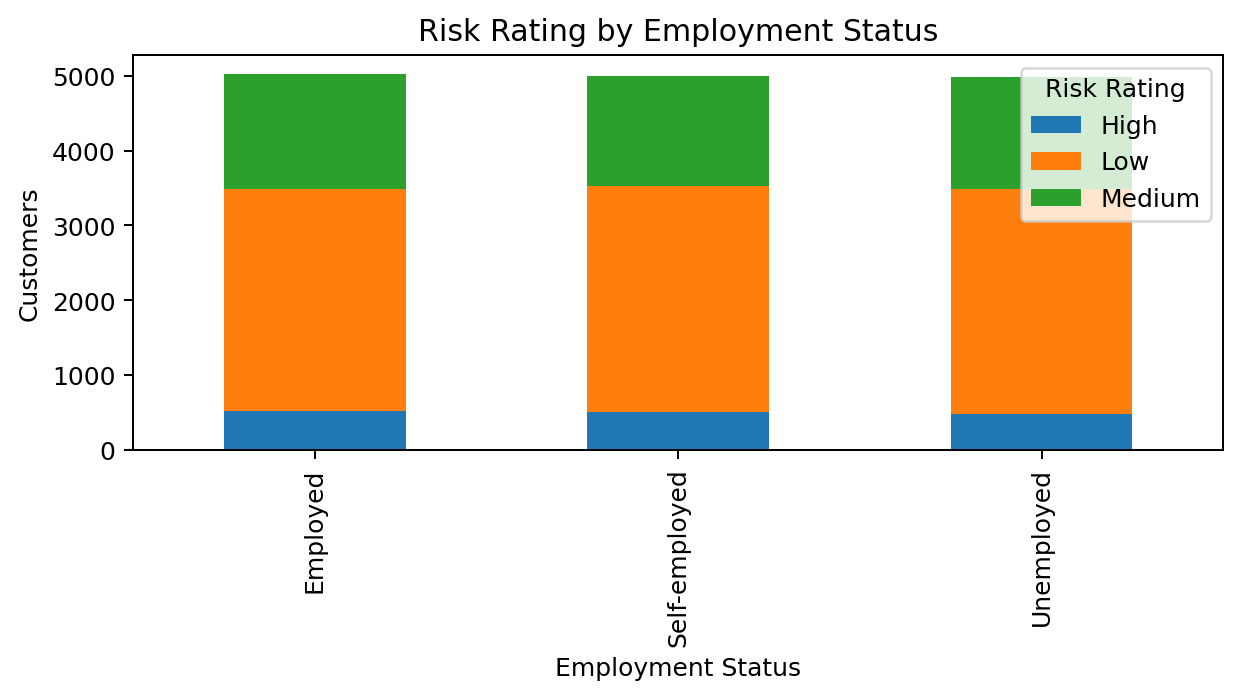 Risk Rating by Employment Status
Customers
5000
4000
3000
2000
1000
0
Risk Rating
High
Low
Medium
Employed
Self-employed
Unemployed
Employment Status